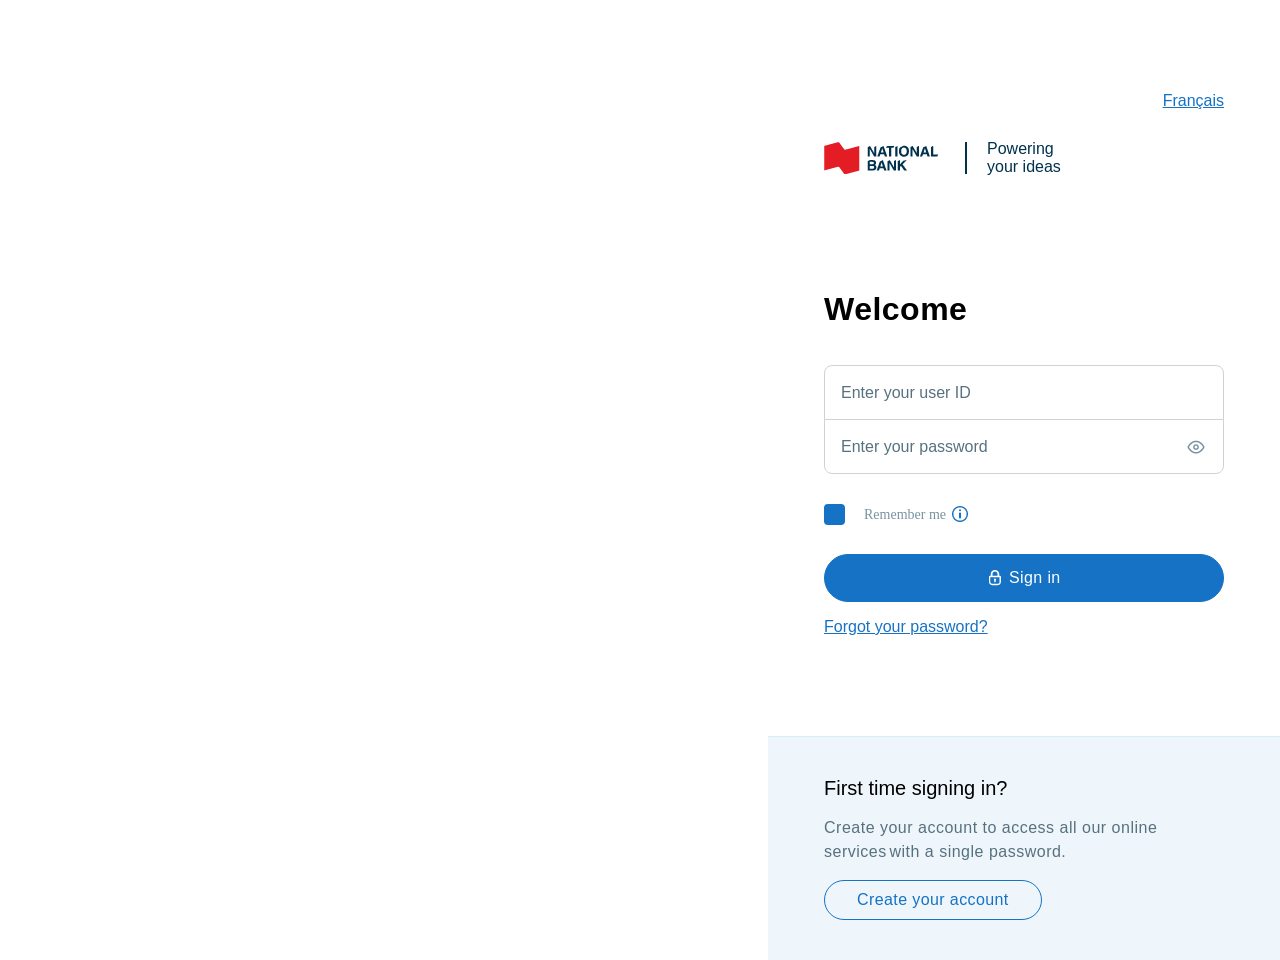 Français
NATIONAL
BANK
Powering
your ideas
Welcome
Enter your user ID
Enter your password
Remember me
Sign in
Forgot your password?
First time signing in?
Create your account to access all our online
services with a single password.
Create your account